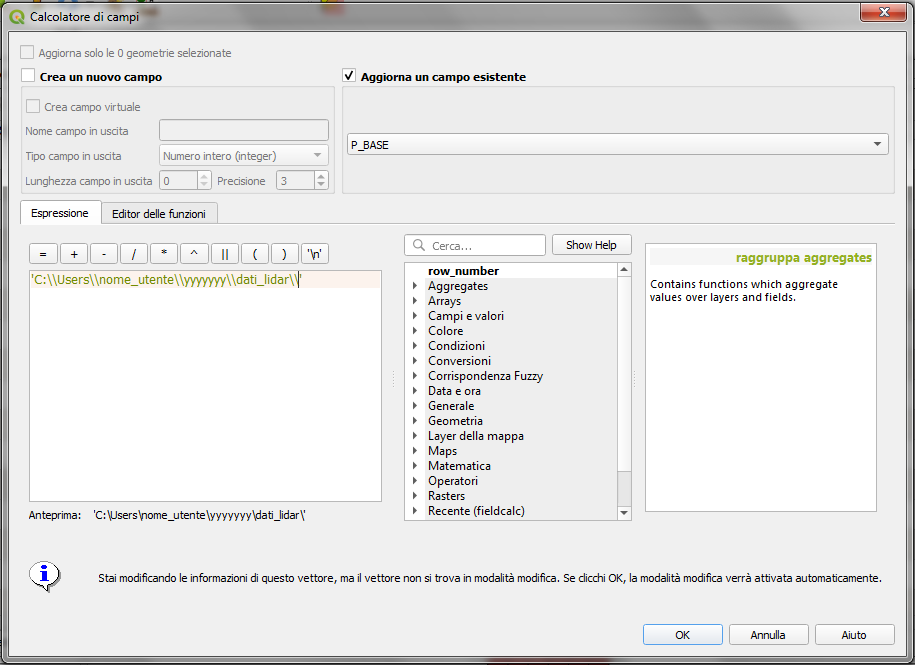 Calcolatore di campi
Aggiorna solo le 0 geometrie selezionate
Crea un nuovo campo
Aggiorna un campo esistente
Crea campo virtuale
Nome campo in uscita
Tipo campo in uscita Numero intero (integer)
Lunghezza campo in uscita 0 Precisione 3
P_BASE
Espressione Editor delle funzioni
= + - / * ^ || ( ) '\n'
'C:\\Users\\nome_utente\\yyyyyyy\\dati_lidar\\'
Anteprima: 'C:\Users\nome_utente\yyyyyyy\dati_lidar\'
Cerca... Show Help
row_number
Aggregates
Arrays
Campi e valori
Colore
Condizioni
Conversioni
Corrispondenza Fuzzy
Data e ora
Generale
Geometria
Layer della mappa
Maps
Matematica
Operatori
Rasters
Recente (fieldcalc)
raggruppa aggregates
Contains functions which aggregate
values over layers and fields.
Stai modificando le informazioni di questo vettore, ma il vettore non si trova in modalità modifica. Se clicchi OK, la modalità modifica verrà attivata automaticamente.
OK Annulla Aiuto